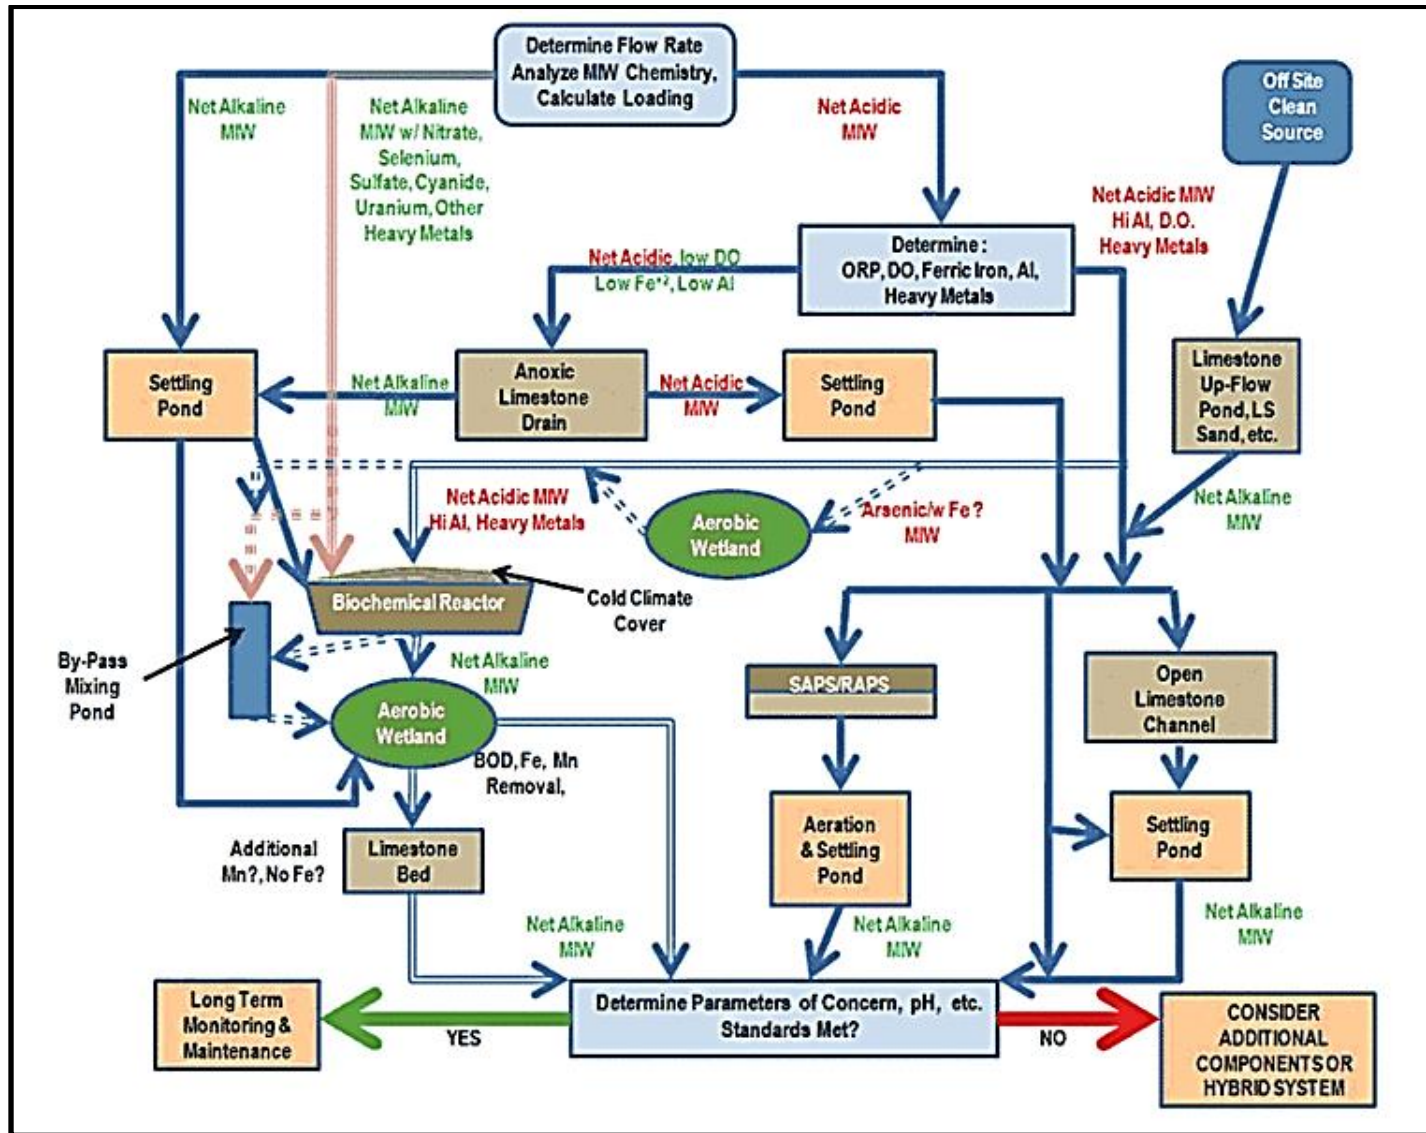 Determine Flow Rate
Analyze MIW Chemistry,
Calculate Loading
Off Site
Clean
Source
Net Alkaline
MIW
Net Alkaline
MIW w/ Nitrate,
Selenium,
Sulfate, Cyanide,
Uranium, Other
Heavy Metals
Net Acidic
MIW
Net Acidic MIW
Hi Al, D.O.
Heavy Metals
Determine :
ORP, DO, Ferric Iron, Al,
Heavy Metals
Net Acidic, low DO
Low Fe+2, Low Al
Settling
Pond
Net Alkaline
MIW
Anoxic
Limestone
Drain
Net Acidic
MIW
Settling
Pond
Limestone
Up-Flow
Pond, LS
Sand, etc.
Net Acidic MIW
Hi Al, Heavy Metals
Aerobic
Wetland
Arsenic/w Fe ?
MIW
Net Alkaline
MIW
Biochemical Reactor
Cold Climate
Cover
By-Pass
Mixing
Pond
Net Alkaline
MIW
SAPS/RAPS
Open
Limestone
Channel
Aerobic
Wetland
BOD, Fe, Mn
Removal,
Additional
Mn?, No Fe?
Limestone
Bed
Aeration
& Settling
Pond
Settling
Pond
Net Alkaline
MIW
Net Alkaline
MIW
Net Alkaline
MIW
Long Term
Monitoring &
Maintenance
YES
Determine Parameters of Concern, pH, etc.
Standards Met?
NO
CONSIDER
ADDITIONAL
COMPONENTS OR
HYBRID SYSTEM